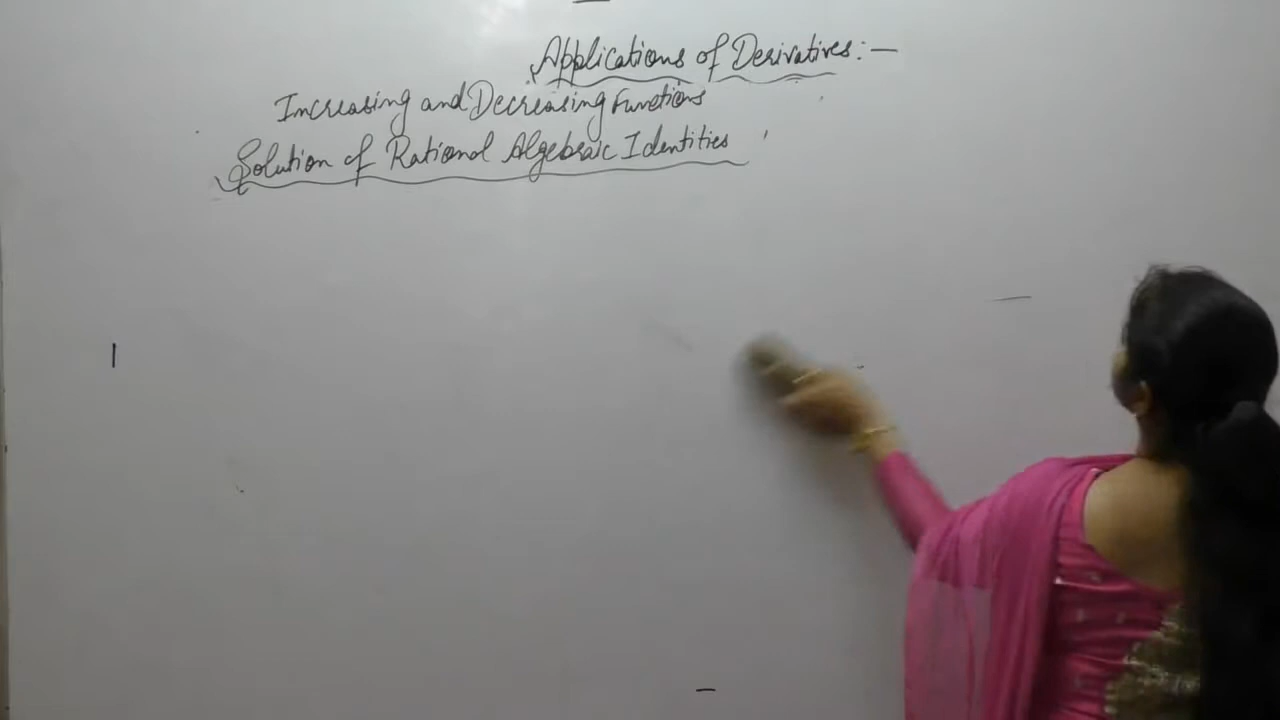 Applications of Derivatives:—
Increasing and Decreasing Functions
Solution of Rational Algebraic Identities